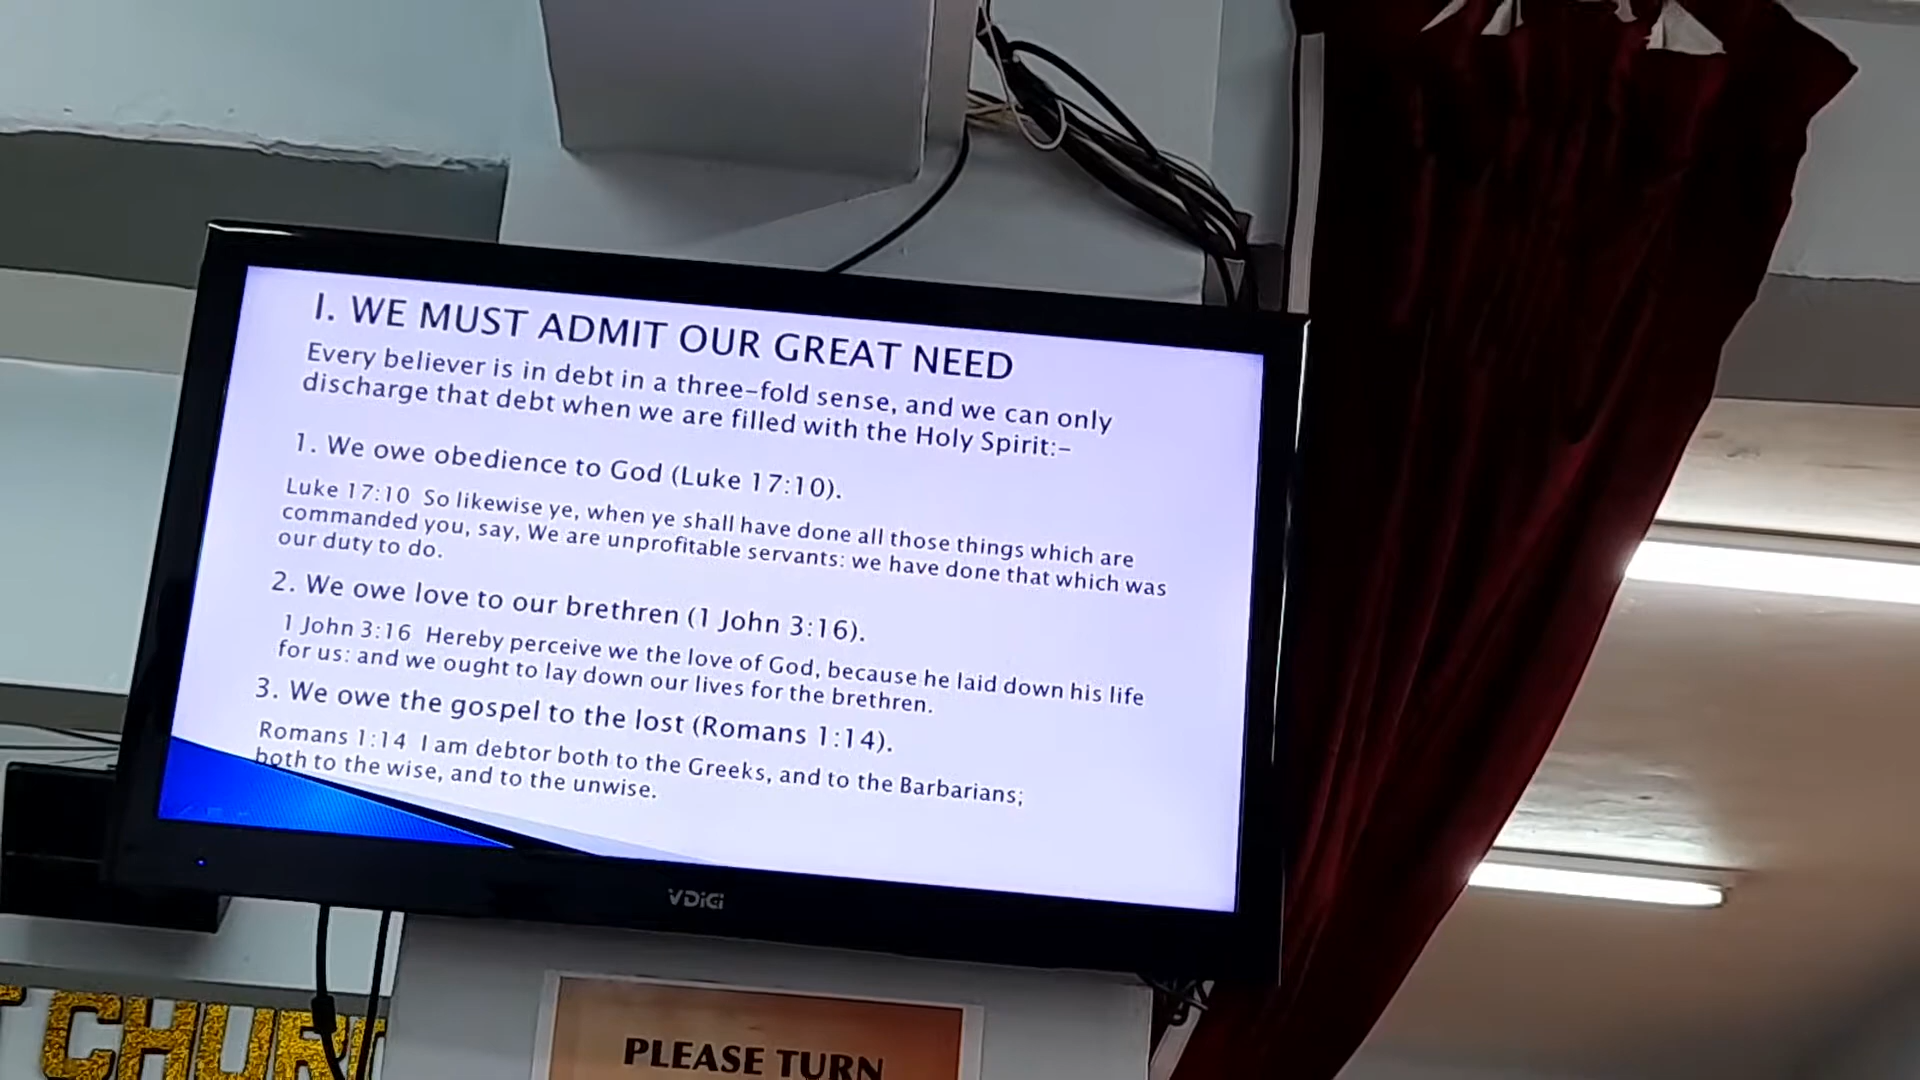 I. WE MUST ADMIT OUR GREAT NEED
Every believer is in debt in a three-fold sense, and we can only
discharge that debt when we are filled with the Holy Spirit:-
1. We owe obedience to God (Luke 17:10).
Luke 17:10 So likewise ye, when ye shall have done all those things which are
commanded you, say, We are unprofitable servants: we have done that which was
our duty to do.
2. We owe love to our brethren (1 John 3:16).
1 John 3:16 Hereby perceive we the love of God, because he laid down his life
for us: and we ought to lay down our lives for the brethren.
3. We owe the gospel to the lost (Romans 1:14).
Romans 1:14 I am debtor both to the Greeks, and to the Barbarians;
both to the wise, and to the unwise.
VDiGi
PLEASE TURN